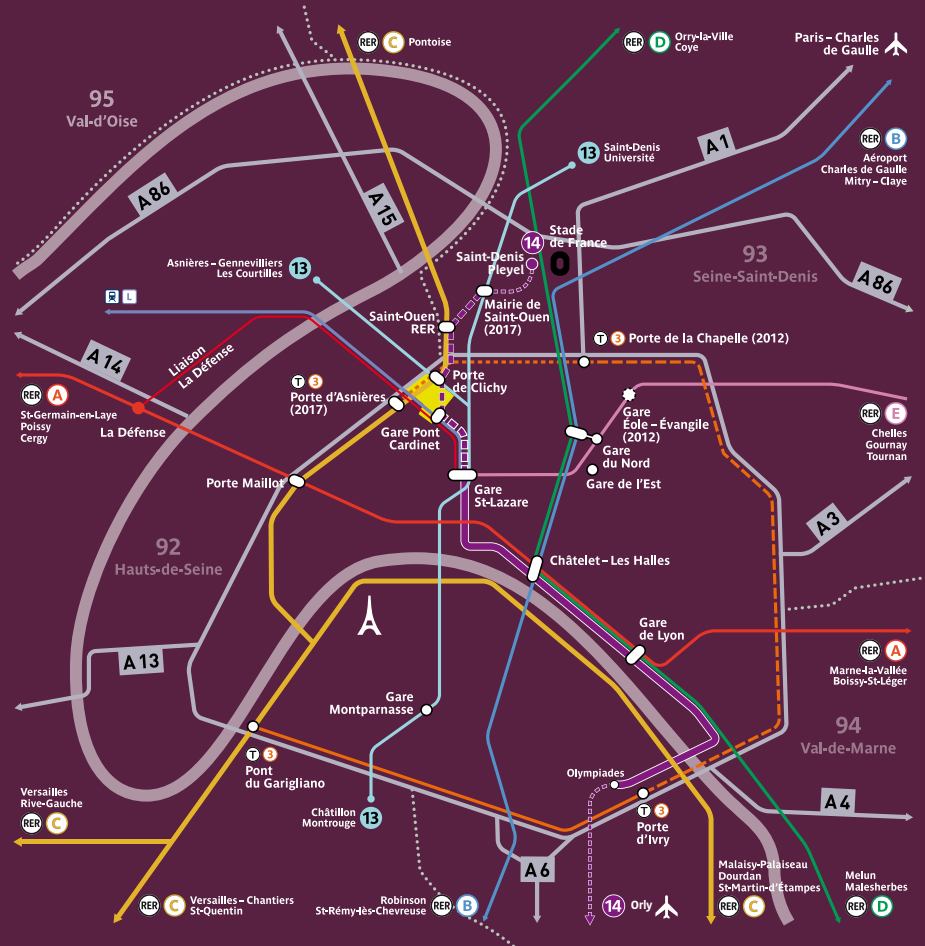 RER C Pontoise
RER D Orry-la-Ville
Coye
Paris – Charles
de Gaulle
95
Val-d'Oise
A 1
RER B
Aéroport
Charles de Gaulle
Mitry – Claye
13 Saint-Denis
Université
A 86
A 15
14 Stade
de France
Saint-Denis
Pleyel
93
Seine-Saint-Denis
A 86
Asnières – Gennevilliers
Les Courtilles
13
L
Mairie de
Saint-Ouen
(2017)
Saint-Ouen
RER
Liaison
La Défense
T 3 Porte de la Chapelle (2012)
A 14
RER A
St-Germain-en-Laye
Poissy
Cergy
La Défense
T 3
Porte d'Asnières
(2017)
Porte
de Clichy
Gare Pont
Cardinet
Gare
Éole – Évangile
(2012)
RER E
Chelles
Gournay
Tournan
Gare
du Nord
Gare de l'Est
Porte Maillot
Gare
St-Lazare
A 3
92
Hauts-de-Seine
Châtelet – Les Halles
Gare
de Lyon
RER A
Marne-la-Vallée
Boissy-St-Léger
A 13
Gare
Montparnasse
94
Val-de-Marne
T 3
Pont
du Garigliano
Olympiades
T 3
Porte
d'Ivry
A 4
Versailles
Rive-Gauche
RER C
Châtillon
Montrouge
13
A 6
RER C Versailles – Chantiers
St-Quentin
Robinson
St-Rémy-lès-Chevreuse
RER B
14 Orly
Malaisy-Palaiseau
Dourdan
St-Martin-d'Étampes
RER C
Melun
Malesherbes
RER D